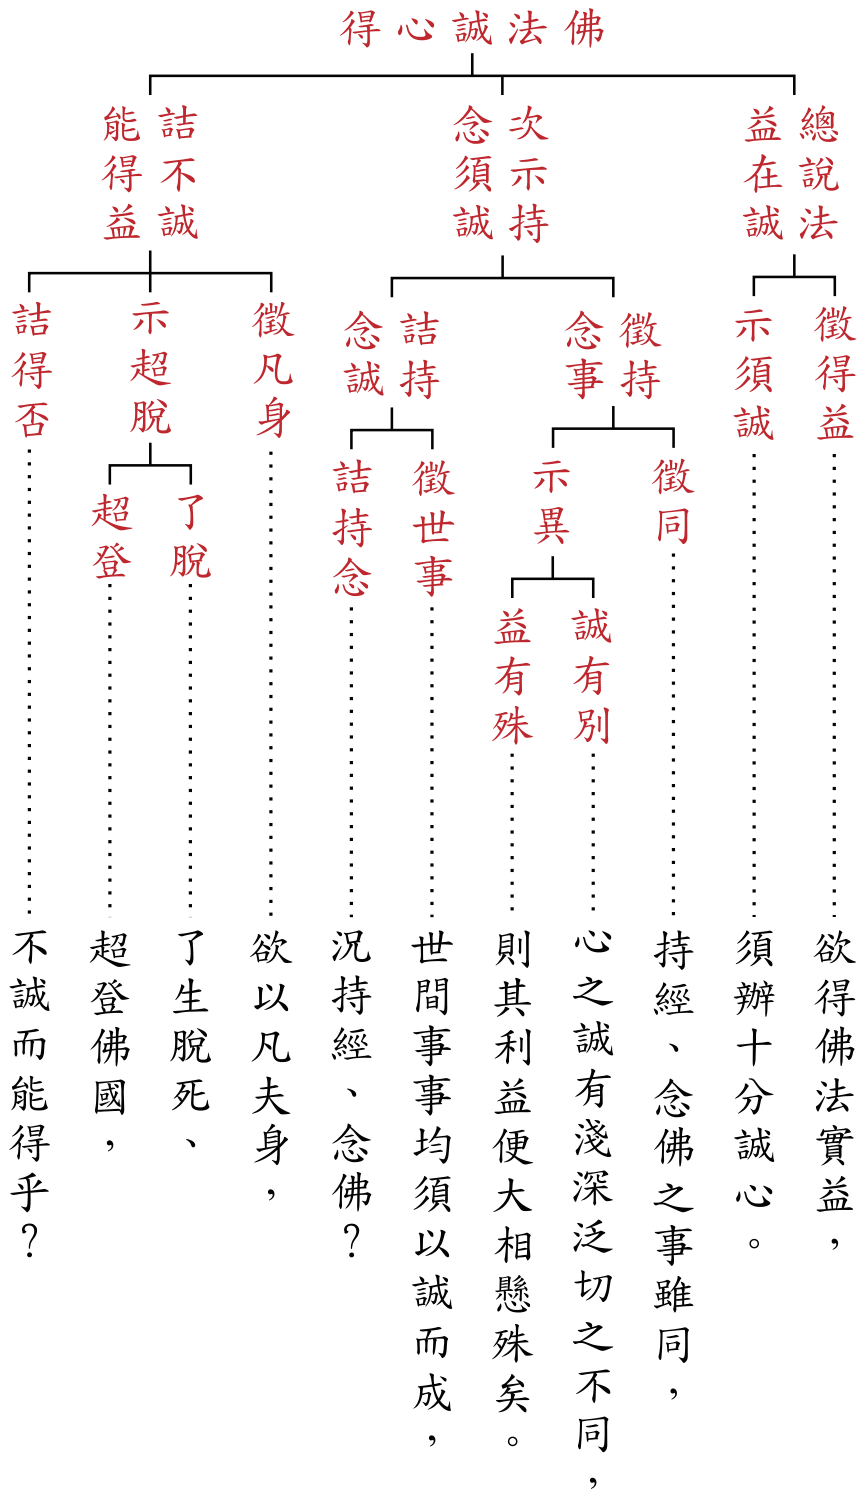 佛法誠心得
總說法
益在誠
次示持
念須誠
詰不誠
能得益
徵得益
示須誠
徵持
念事
詰持
念誠
徵凡身
示超脫
詰得否
徵同
示異
徵世事
詰持念
了脫
超登
誠有別
益有殊
欲得佛法實益，
須辦十分誠心。
持經、念佛之事雖同，
心之誠有淺深泛切之不同，
則其利益便大相懸殊矣。
世間事事均須以誠而成，
況持經、念佛？
欲以凡夫身，
了生脫死、
超登佛國，
不誠而能得乎？